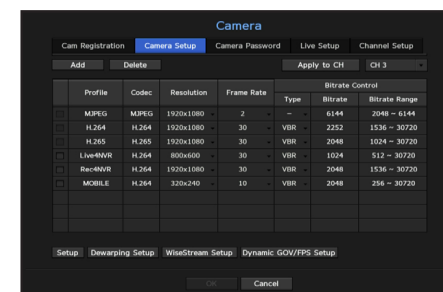 Camera
Cam Registration Camera Setup Camera Password Live Setup Channel Setup
Add Delete Apply to CH CH 3
Profile Codec Resolution Frame Rate Bitrate Control
Type Bitrate Bitrate Range
MJPEG MJPEG 1920x1080 2 - 6144 2048 ~ 6144
H.264 H.264 1920x1080 30 VBR 2252 1536 ~ 30720
H.265 H.265 1920x1080 30 VBR 2048 1024 ~ 30720
Live4NVR H.264 800x600 30 VBR 1024 512 ~ 30720
Rec4NVR H.264 1920x1080 30 VBR 2048 1536 ~ 30720
MOBILE H.264 320x240 10 VBR 2048 256 ~ 30720
Setup Dewarping Setup WiseStream Setup Dynamic GOV/FPS Setup
OK Cancel